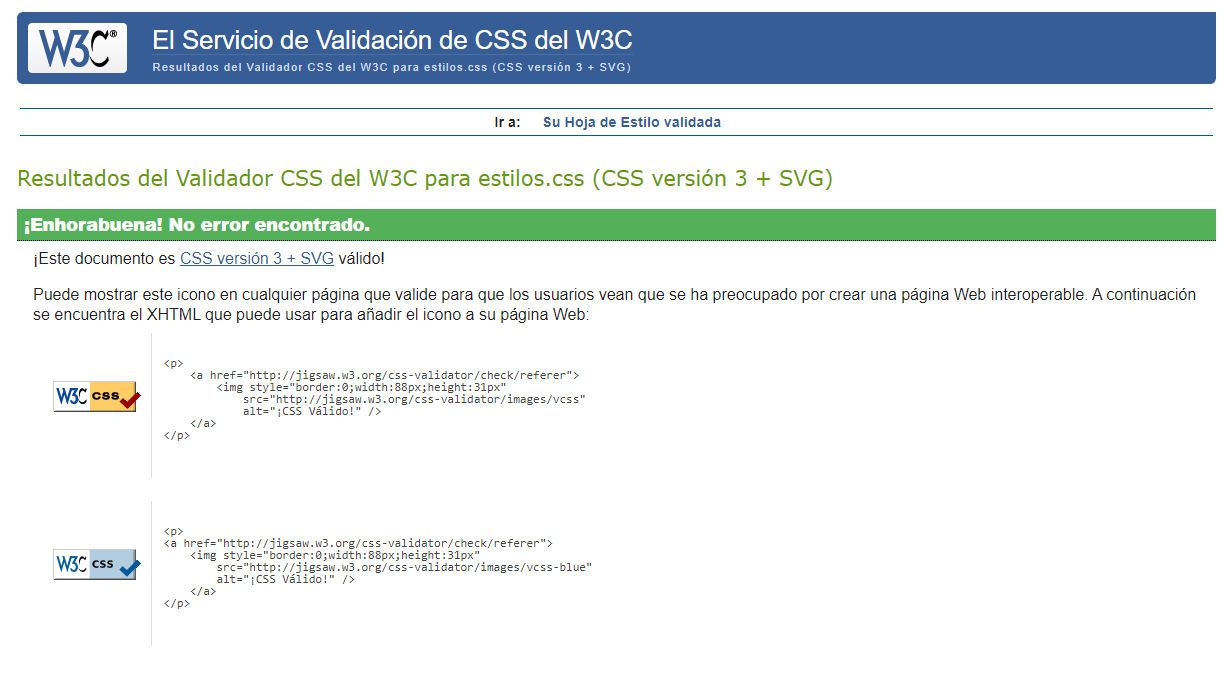 W3C®
El Servicio de Validación de CSS del W3C
Resultados del Validador CSS del W3C para estilos.css (CSS versión 3 + SVG)
Ir a: Su Hoja de Estilo validada
Resultados del Validador CSS del W3C para estilos.css (CSS versión 3 + SVG)
¡Enhorabuena! No error encontrado.
¡Este documento es CSS versión 3 + SVG válido!
Puede mostrar este icono en cualquier página que valide para que los usuarios vean que se ha preocupado por crear una página Web interoperable. A continuación
se encuentra el XHTML que puede usar para añadir el icono a su página Web:
W3C css
<p>
<a href="http://jigsaw.w3.org/css-validator/check/referer">
<img style="border:0;width:88px;height:31px"
src="http://jigsaw.w3.org/css-validator/images/vcss"
alt="¡CSS Válido!" />
</a>
</p>
W3C css
<p>
<a href="http://jigsaw.w3.org/css-validator/check/referer">
<img style="border:0;width:88px;height:31px"
src="http://jigsaw.w3.org/css-validator/images/vcss-blue"
alt="¡CSS Válido!" />
</a>
</p>